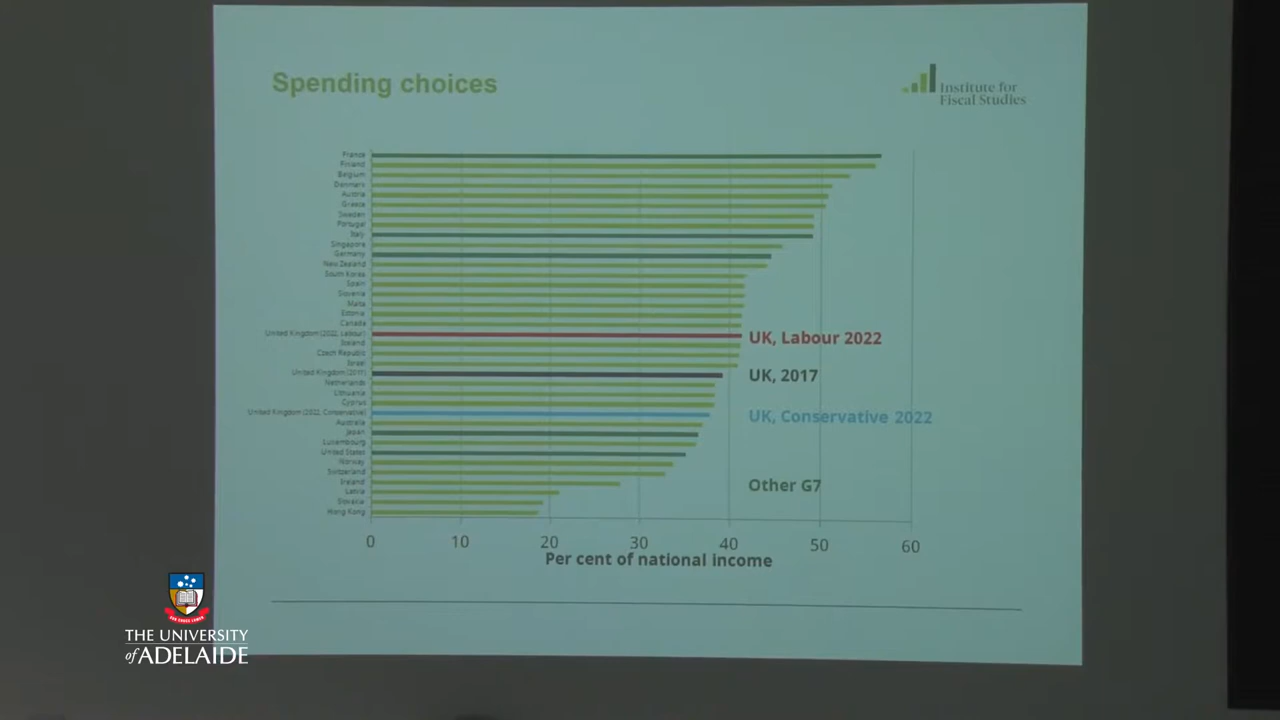 Spending choices
Institute for
Fiscal Studies
France
Finland
Belgium
Denmark
Austria
Greece
Sweden
Portugal
Italy
Singapore
Germany
New Zealand
South Korea
Spain
Slovenia
Malta
Estonia
Canada
United Kingdom (2022, Labour)
Iceland
Czech Republic
Israel
United Kingdom (2017)
Netherlands
Lithuania
Cyprus
United Kingdom (2022, Conservative)
Australia
Japan
Luxembourg
United States
Norway
Switzerland
Ireland
Latvia
Slovakia
Hong Kong
UK, Labour 2022
UK, 2017
UK, Conservative 2022
Other G7
0 10 20 30 40 50 60
Per cent of national income
THE UNIVERSITY
of ADELAIDE